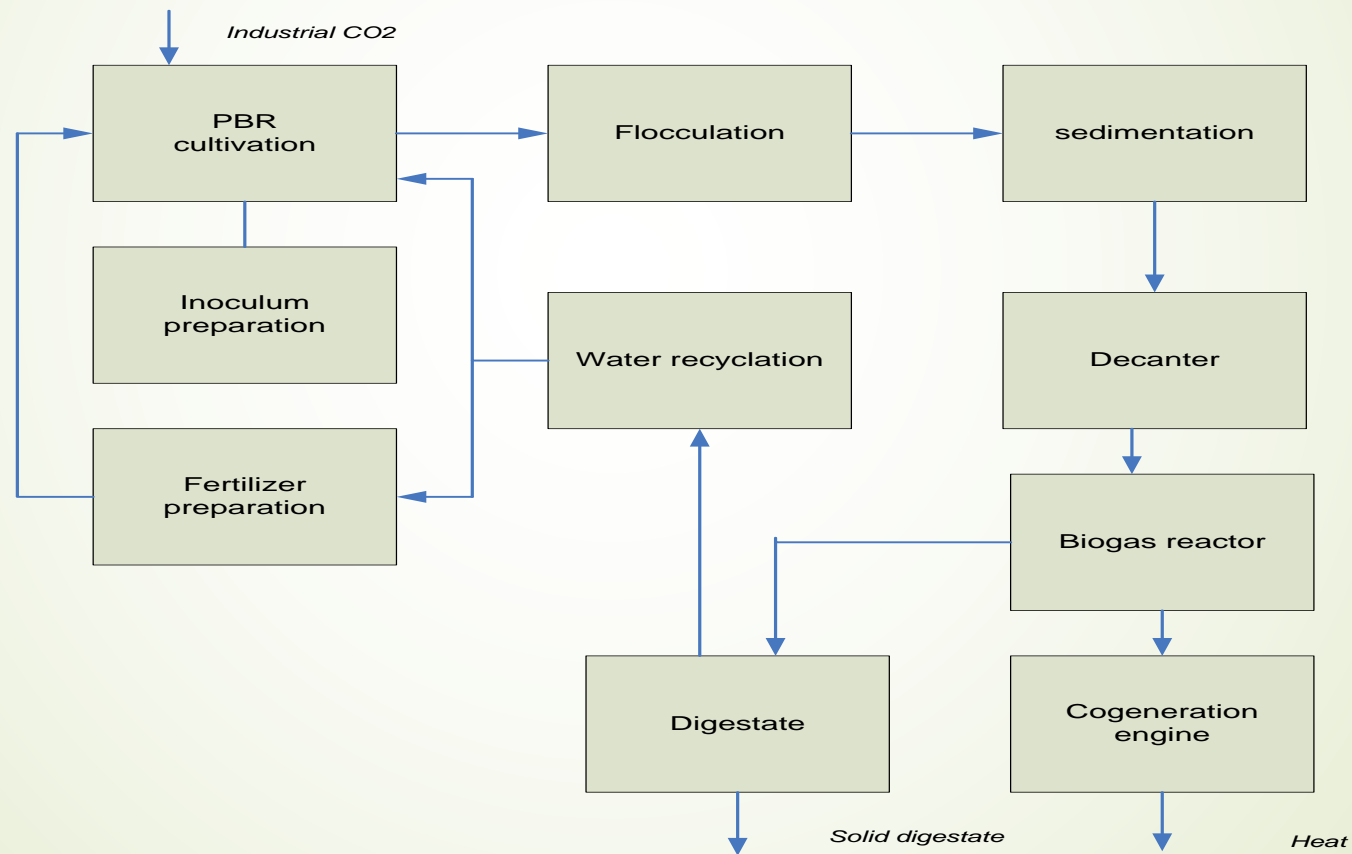 Industrial CO2
PBR
cultivation
Flocculation
sedimentation
Inoculum
preparation
Water recyclation
Decanter
Fertilizer
preparation
Biogas reactor
Digestate
Cogeneration
engine
Solid digestate
Heat